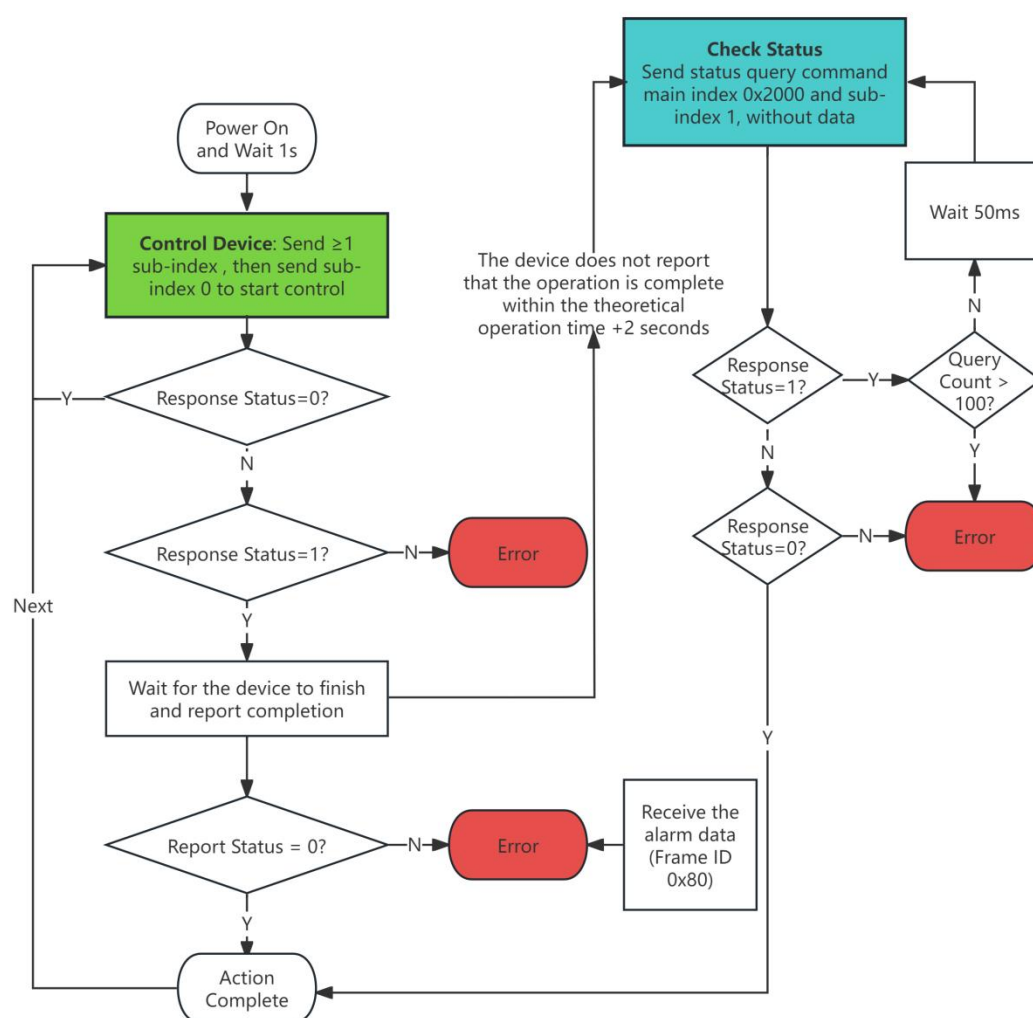 Power On
and Wait 1s
Control Device: Send ≥1
sub-index , then send sub-
index 0 to start control
Response Status=0?
Y
N
Response Status=1?
N
Error
Y
Next
Wait for the device to finish
and report completion
Report Status = 0?
N
Error
Receive the
alarm data
(Frame ID
0x80)
Y
Action
Complete
The device does not report
that the operation is complete
within the theoretical
operation time +2 seconds
Check Status
Send status query command
main index 0x2000 and sub-
index 1, without data
Wait 50ms
N
Response
Status=1?
Y
Query
Count >
100?
N
Y
Response
Status=0?
N
Error
Y